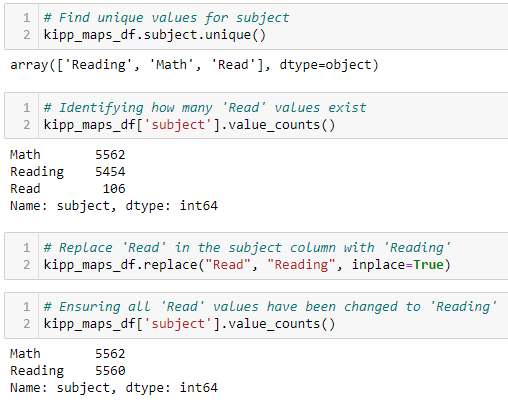 1 # Find unique values for subject
2 kipp_maps_df.subject.unique()
array(['Reading', 'Math', 'Read'], dtype=object)
1 # Identifying how many 'Read' values exist
2 kipp_maps_df['subject'].value_counts()
Math       5562
Reading    5454
Read        106
Name: subject, dtype: int64
1 # Replace 'Read' in the subject column with 'Reading'
2 kipp_maps_df.replace("Read", "Reading", inplace=True)
1 # Ensuring all 'Read' values have been changed to 'Reading'
2 kipp_maps_df['subject'].value_counts()
Math       5562
Reading    5560
Name: subject, dtype: int64